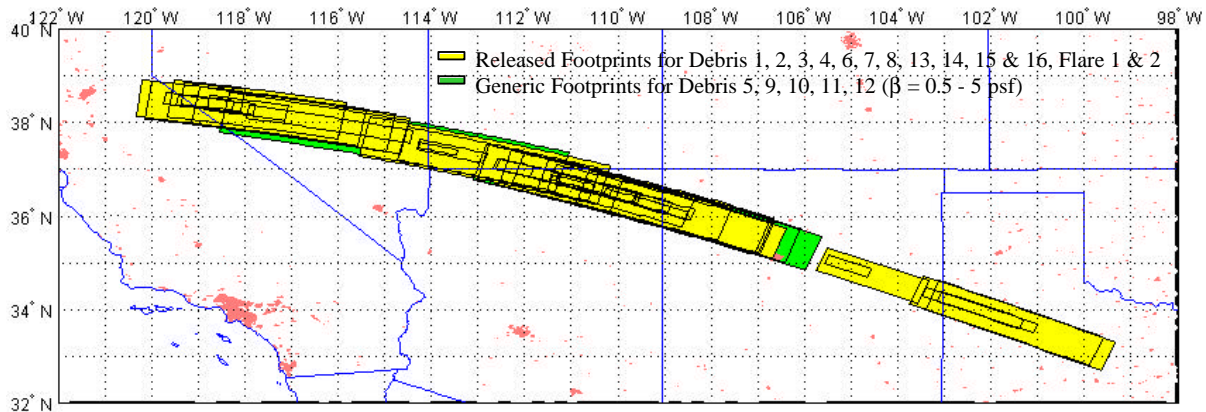 122°W 120°W 118°W 116°W 114°W 112°W 110°W 108°W 106°W 104°W 102°W 100°W 98°W
40°N
Released Footprints for Debris 1, 2, 3, 4, 6, 7, 8, 13, 14, 15 & 16, Flare 1 & 2
Generic Footprints for Debris 5, 9, 10, 11, 12 (β = 0.5 - 5 psf)
38°N
36°N
34°N
32°N